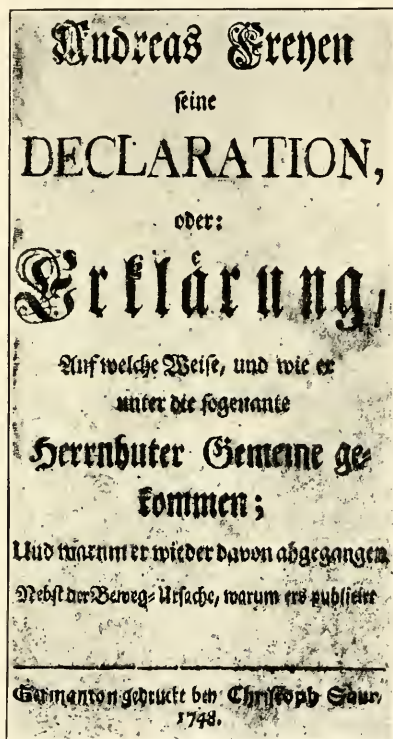 Andreas Freyen
seine
DECLARATION,
oder:
Erklärung,
Auf welche Weise, und wie er
unter die sogenante
Herrnhuter Gemeine ge-
kommen;
Und warum er wieder davon abgegangen
Nebst der Beweg-Ursache, warum ers publicirt
Germanton gedruckt bey Christoph Saur,
1748.